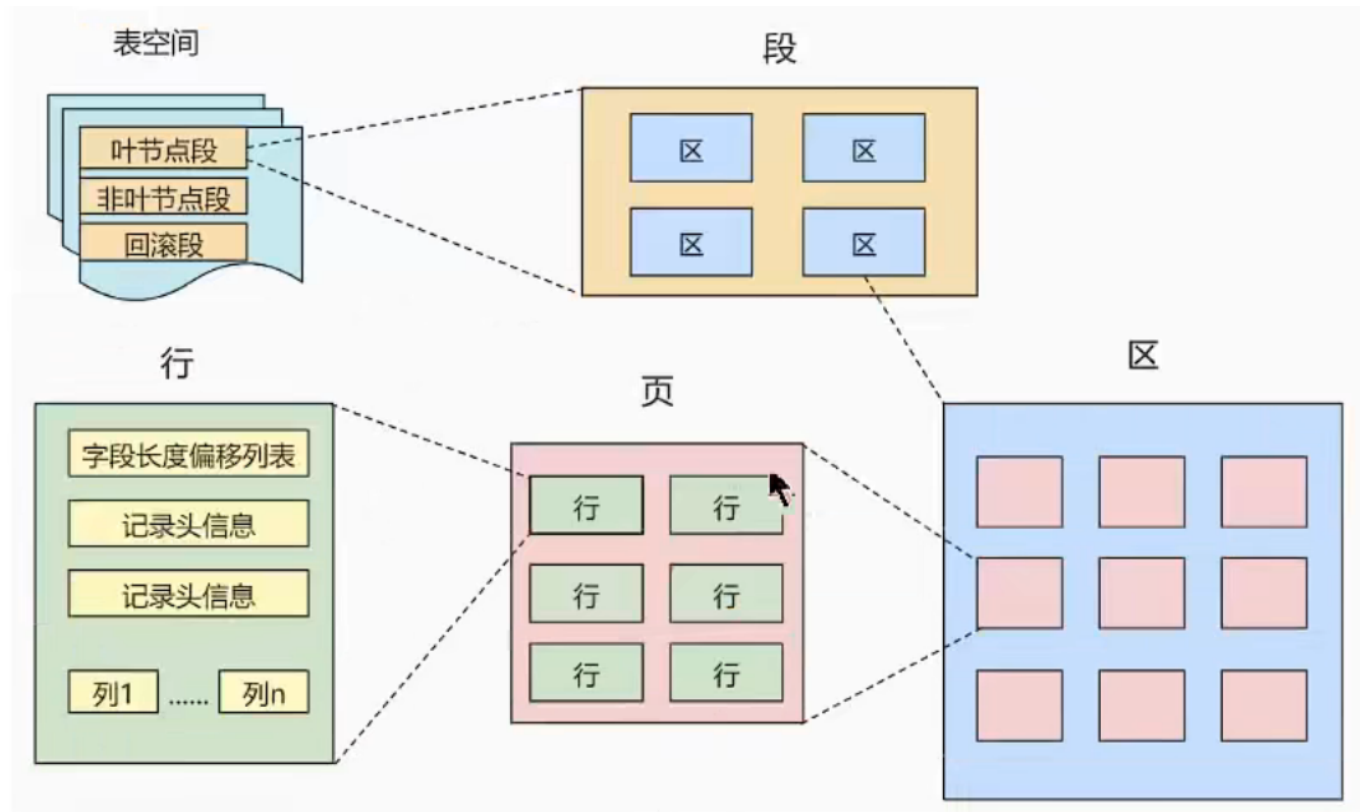 表空间
叶节点段
非叶节点段
回滚段
段
区
区
区
区
行
字段长度偏移列表
记录头信息
记录头信息
列1 ...... 列n
页
行
行
行
行
行
行
区